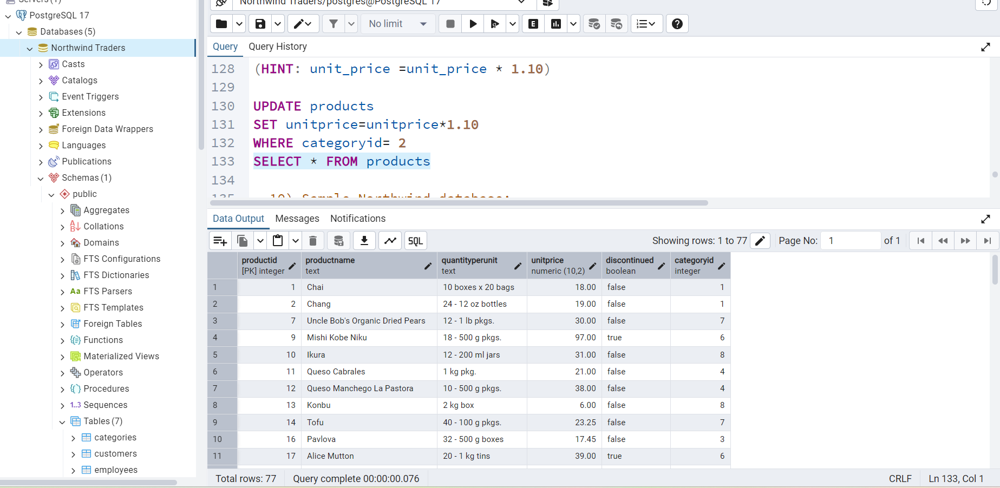 Servers (1)
PostgreSQL 17
Databases (5)
Northwind Traders
Casts
Catalogs
Event Triggers
Extensions
Foreign Data Wrappers
Languages
Publications
Schemas (1)
public
Aggregates
Collations
Domains
FTS Configurations
FTS Dictionaries
Aa FTS Parsers
FTS Templates
Foreign Tables
Functions
Materialized Views
Operators
Procedures
1..3 Sequences
Tables (7)
categories
customers
employees
Northwind Traders/postgres@PostgreSQL 17
No limit
E
Query Query History
128 (HINT: unit_price =unit_price * 1.10)
129
130 UPDATE products
131 SET unitprice=unitprice*1.10
132 WHERE categoryid= 2
133 SELECT * FROM products
134
135 10) Sample Northwind database:
Data Output Messages Notifications
SQL Showing rows: 1 to 77 Page No: 1 of 1
productid productname quantityperunit unitprice discontinued categoryid
[PK] integer text text numeric (10,2) boolean integer
1 1 Chai 10 boxes x 20 bags 18.00 false 1
2 2 Chang 24 - 12 oz bottles 19.00 false 1
3 7 Uncle Bob's Organic Dried Pears 12 - 1 lb pkgs. 30.00 false 7
4 9 Mishi Kobe Niku 18 - 500 g pkgs. 97.00 true 6
5 10 Ikura 12 - 200 ml jars 31.00 false 8
6 11 Queso Cabrales 1 kg pkg. 21.00 false 4
7 12 Queso Manchego La Pastora 10 - 500 g pkgs. 38.00 false 4
8 13 Konbu 2 kg box 6.00 false 8
9 14 Tofu 40 - 100 g pkgs. 23.25 false 7
10 16 Pavlova 32 - 500 g boxes 17.45 false 3
11 17 Alice Mutton 20 - 1 kg tins 39.00 true 6
Total rows: 77 Query complete 00:00:00.076 CRLF Ln 133, Col 1